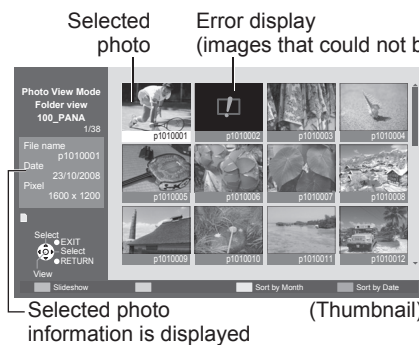 Selected
photo
Error display
(images that could not b
Photo View Mode
Folder view
100_PANA
1/38
File name
p1010001
Date
23/10/2008
Pixel
1600 x 1200
Select
EXIT
Select
RETURN
View
p1010001
p1010002
p1010003
p1010004
p1010005
p1010006
p1010007
p1010008
p1010009
p1010010
p1010011
p1010012
Slideshow
Sort by Month
Sort by Date
Selected photo
information is displayed
(Thumbnail)